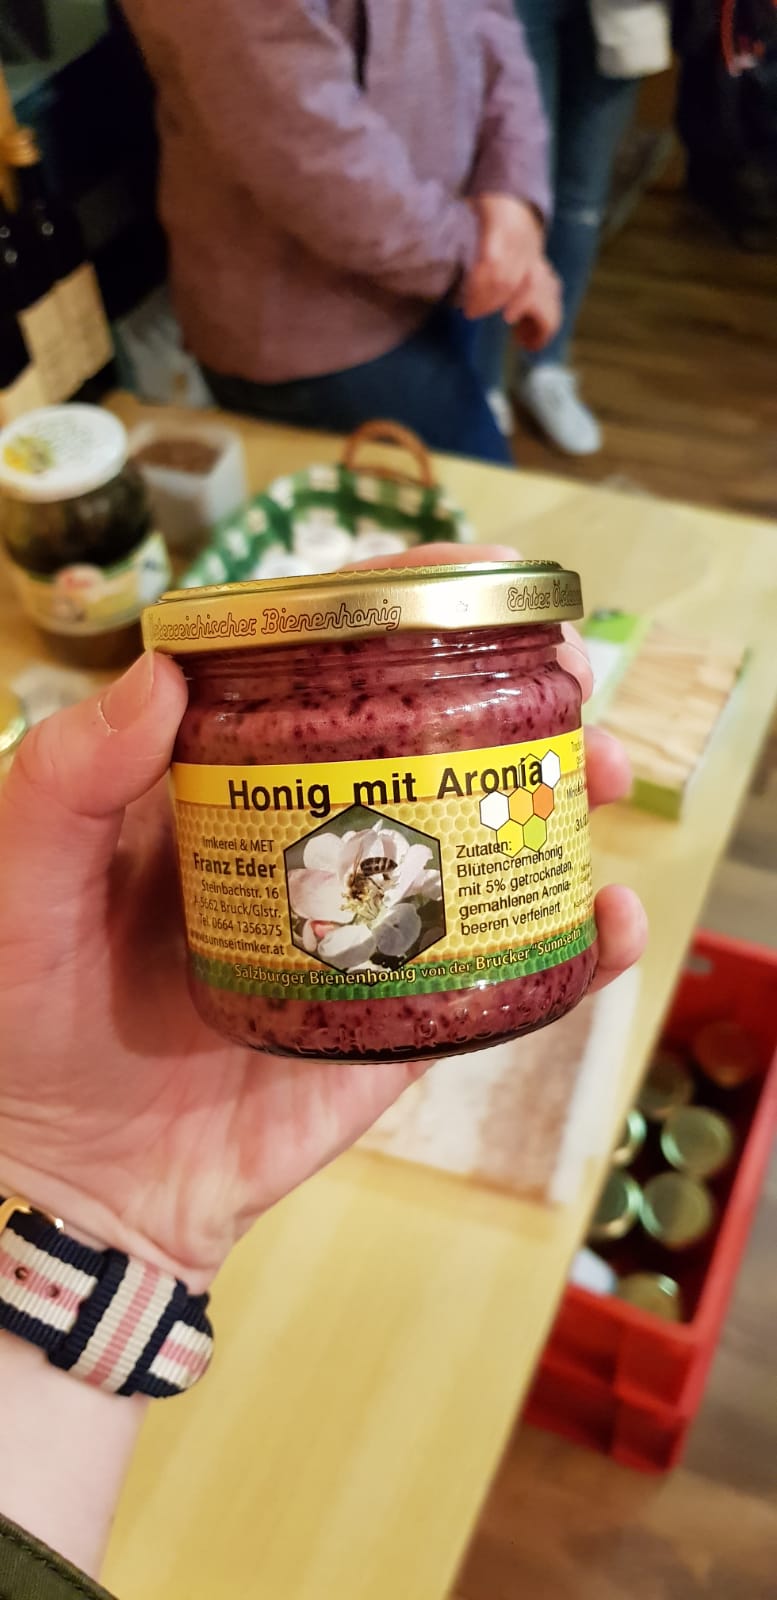 Österreichischer Bienenhonig
Echter
Honig mit Aronia
Imkerei & MET
Franz Eder
Steinbachstr. 16
A-5662 Bruck/Glstr.
Tel. 0664 1356375
www.sunnseitimker.at
Zutaten:
Blütencremehonig
mit 5% getrockneten,
gemahlenen Aronia-
beeren verfeinert
Salzburger Bienenhonig von der Brucker "Sunnseitn"